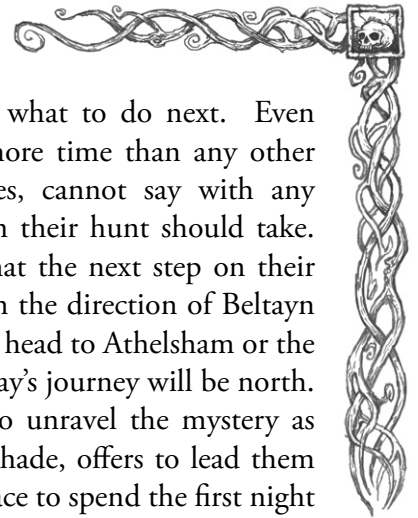 what to do next. Even
more time than any other
es, cannot say with any
n their hunt should take.
hat the next step on their
n the direction of Beltayn
head to Athelsham or the
ay's journey will be north.
o unravel the mystery as
hade, offers to lead them
ace to spend the first night